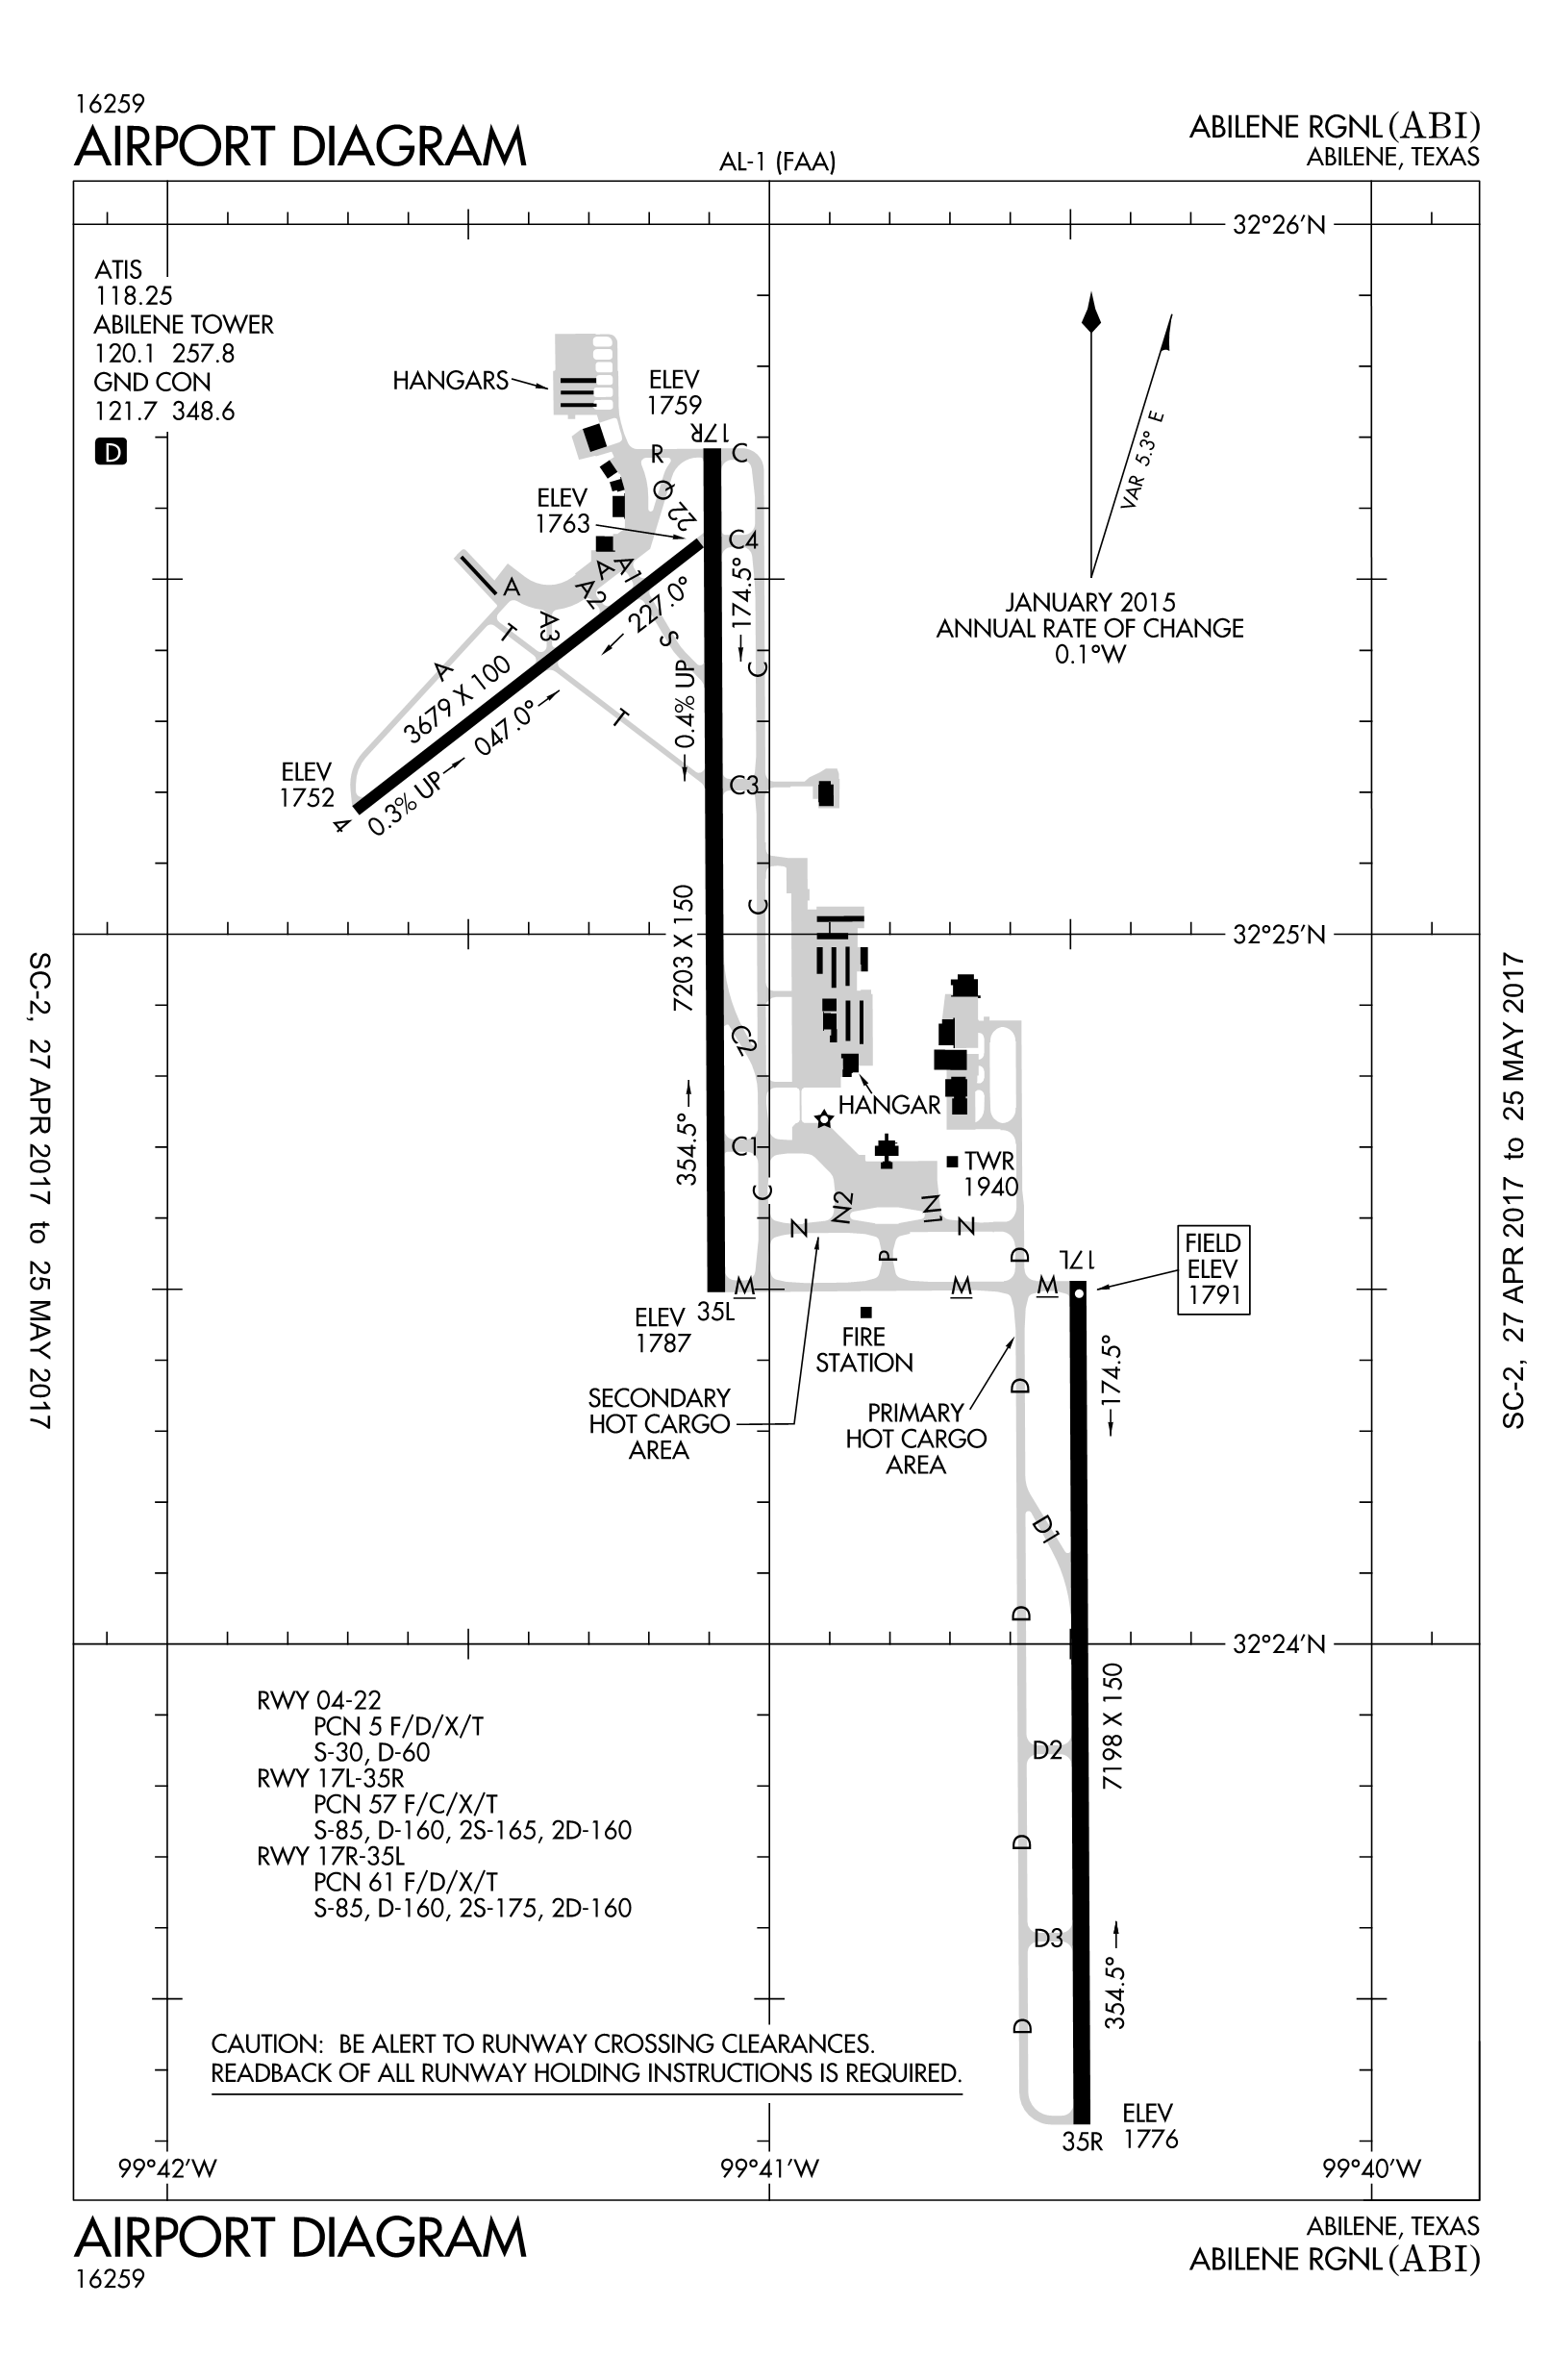 16259
AIRPORT DIAGRAM
AL-1 (FAA)
ABILENE RGNL (ABI)
ABILENE, TEXAS
32°26'N
ATIS
118.25
ABILENE TOWER
120.1 257.8
GND CON
121.7 348.6
D
HANGARS
ELEV
1759
17R
R
C
Q
22
ELEV
1763
C4
A
A
A1
A2
A3
T
S
227.0°
174.5°
C
A
3679 X 100
047.0°
0.3% UP
0.4% UP
T
ELEV
1752
4
C3
VAR 5.3° E
JANUARY 2015
ANNUAL RATE OF CHANGE
0.1°W
C
7203 X 150
32°25'N
C2
HANGAR
354.5°
C1
TWR
1940
C
N2
N1
N
N
P
D
M
M
M
17L
FIELD
ELEV
1791
35L
ELEV
1787
FIRE
STATION
SECONDARY
HOT CARGO
AREA
PRIMARY
HOT CARGO
AREA
D
174.5°
D1
D
32°24'N
7198 X 150
D2
D
D3
354.5°
D
35R
ELEV
1776
RWY 04-22
PCN 5 F/D/X/T
S-30, D-60
RWY 17L-35R
PCN 57 F/C/X/T
S-85, D-160, 2S-165, 2D-160
RWY 17R-35L
PCN 61 F/D/X/T
S-85, D-160, 2S-175, 2D-160
CAUTION: BE ALERT TO RUNWAY CROSSING CLEARANCES.
READBACK OF ALL RUNWAY HOLDING INSTRUCTIONS IS REQUIRED.
99°42'W
99°41'W
99°40'W
SC-2, 27 APR 2017 to 25 MAY 2017
SC-2, 27 APR 2017 to 25 MAY 2017
AIRPORT DIAGRAM
16259
ABILENE, TEXAS
ABILENE RGNL (ABI)